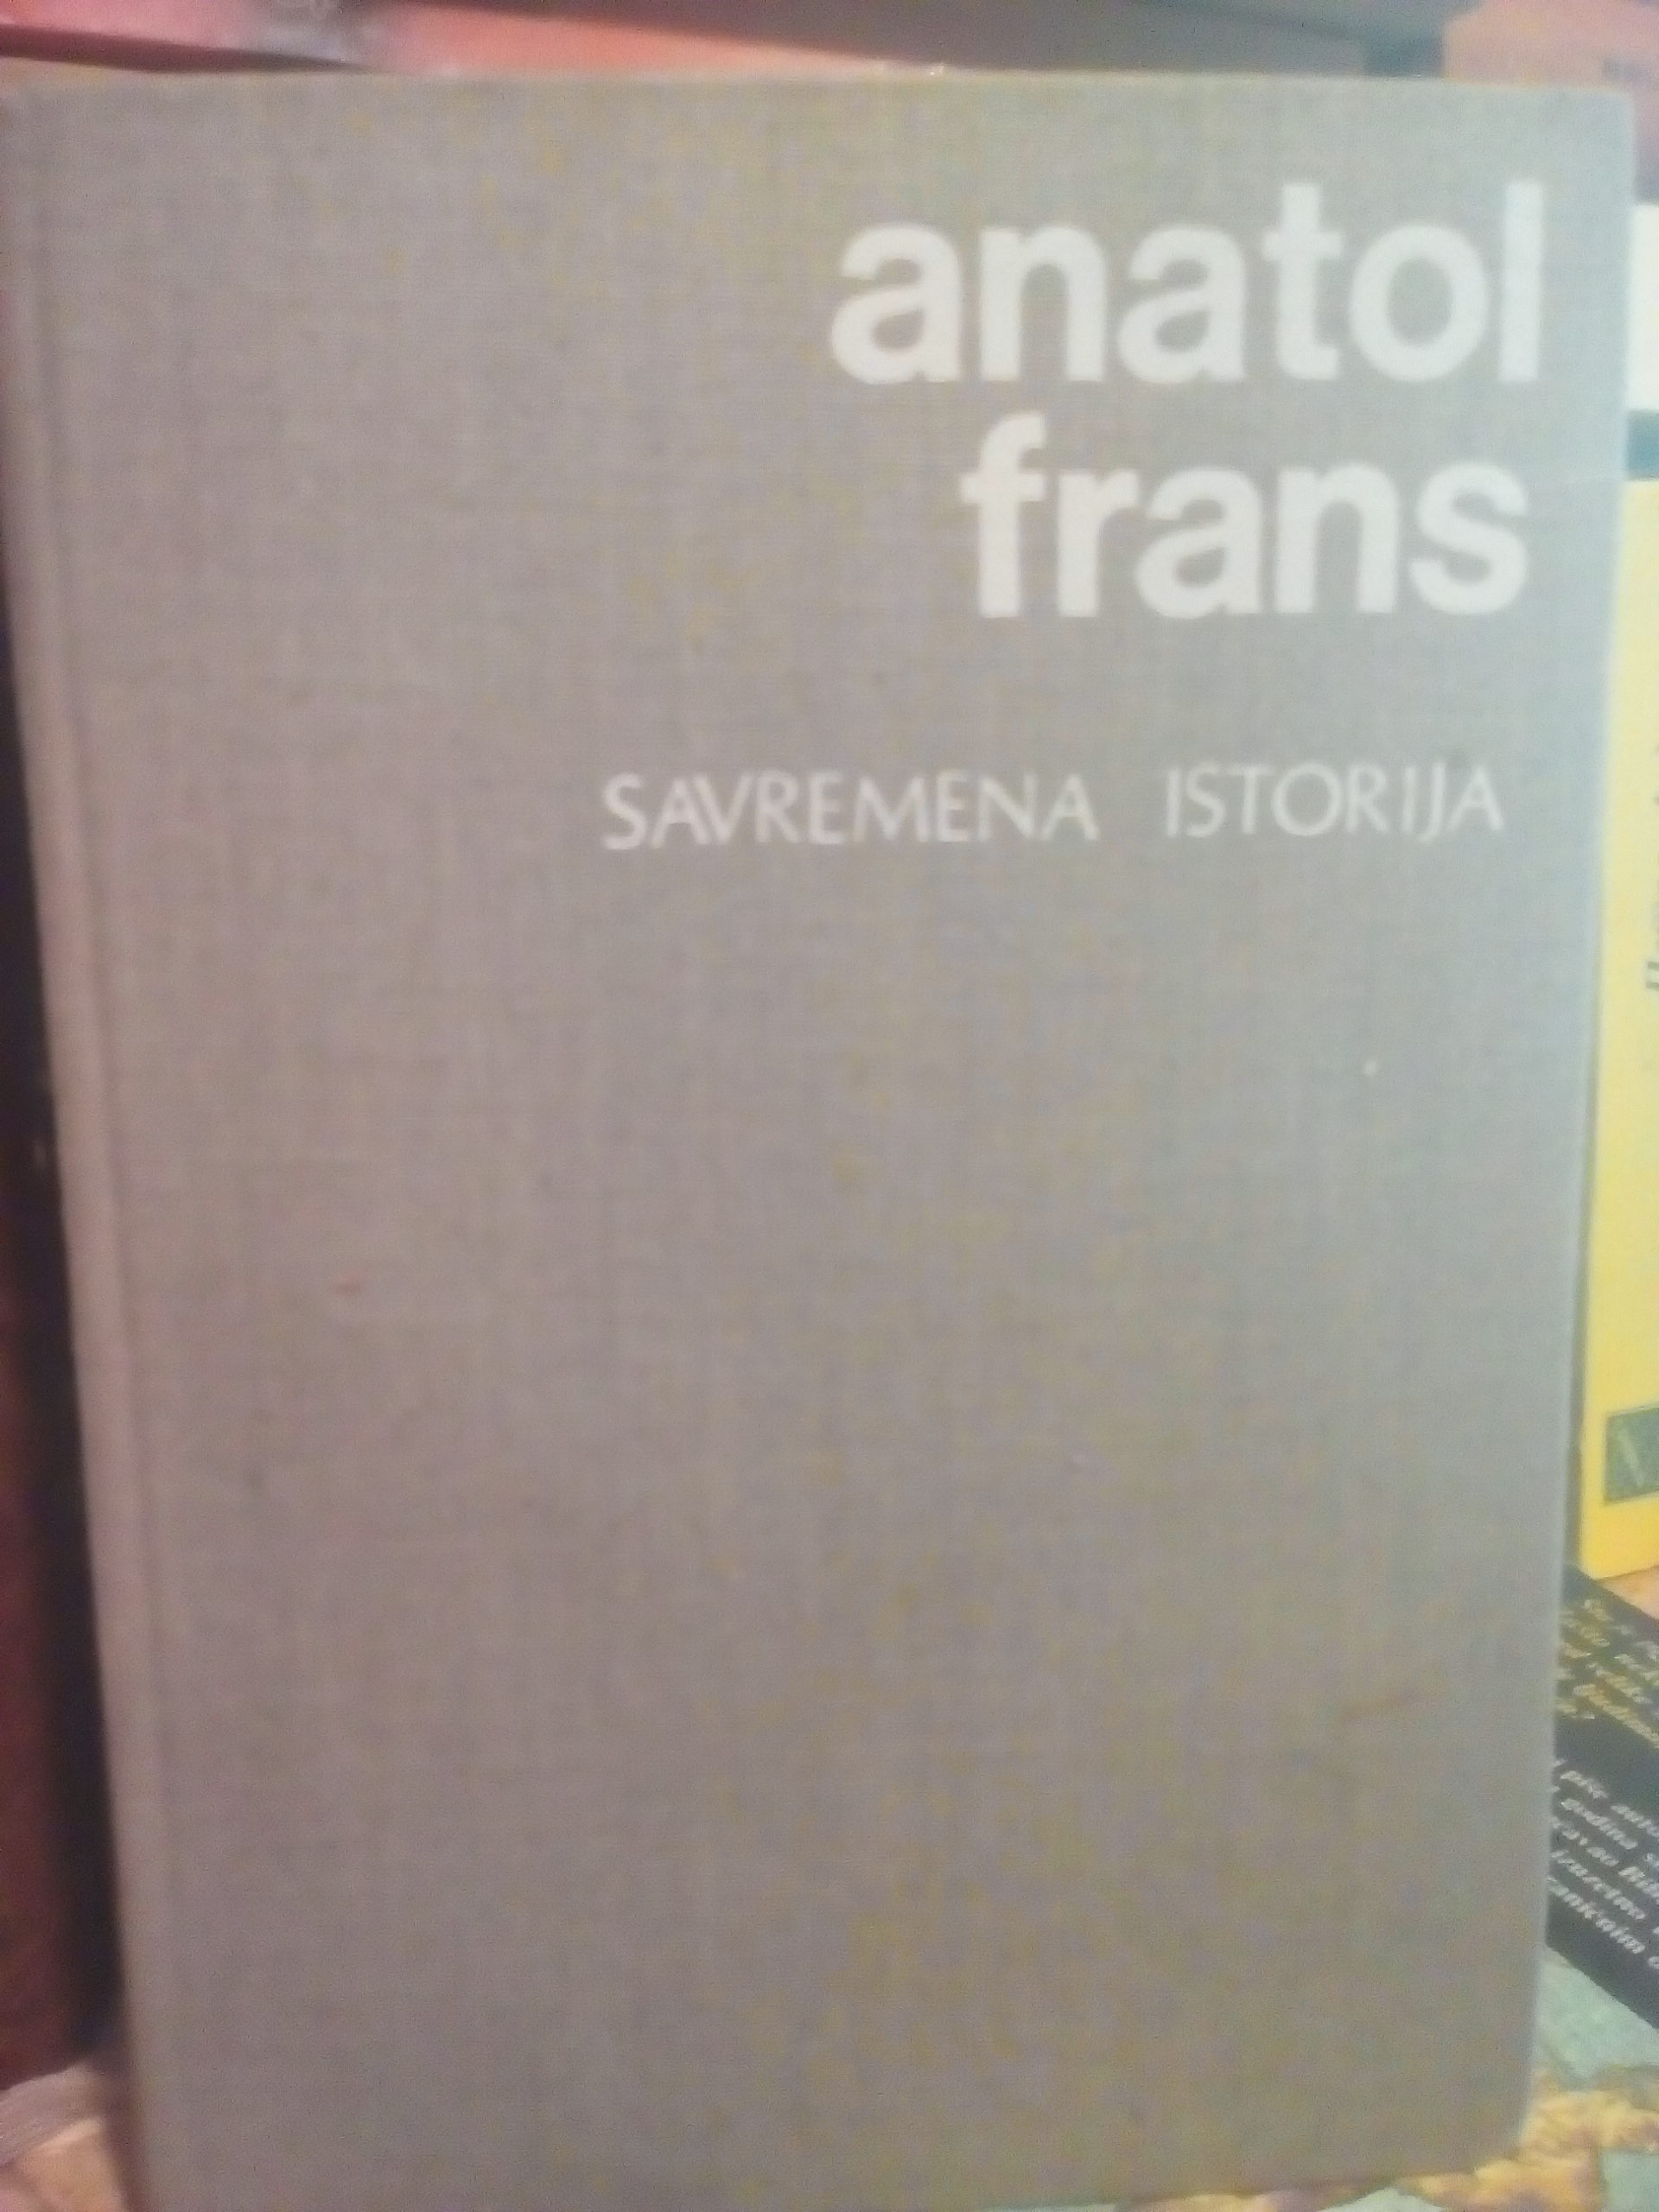 anatol
frans
SAVREMENA ISTORIJA